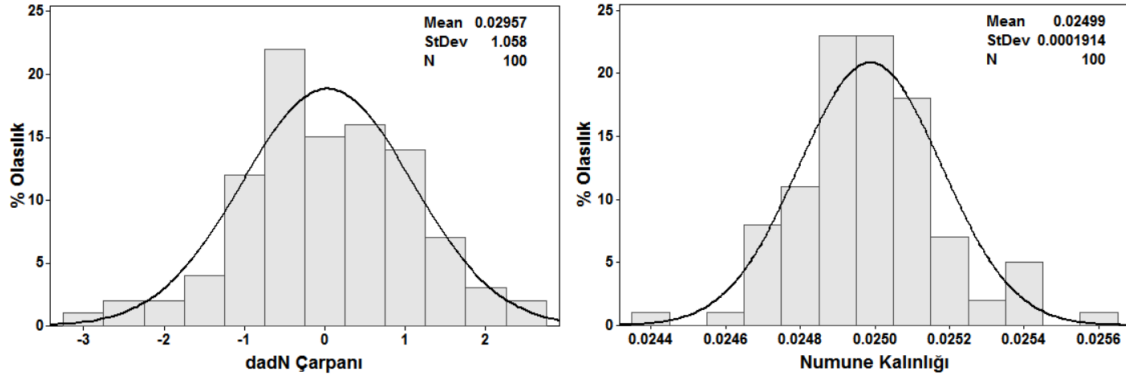 25
20
15
10
5
0
% Olasılık
Mean 0.02957
StDev 1.058
N 100
-3 -2 -1 0 1 2
dadN Çarpanı
25
20
15
10
5
0
% Olasılık
Mean 0.02499
StDev 0.0001914
N 100
0.0244 0.0246 0.0248 0.0250 0.0252 0.0254 0.0256
Numune Kalınlığı